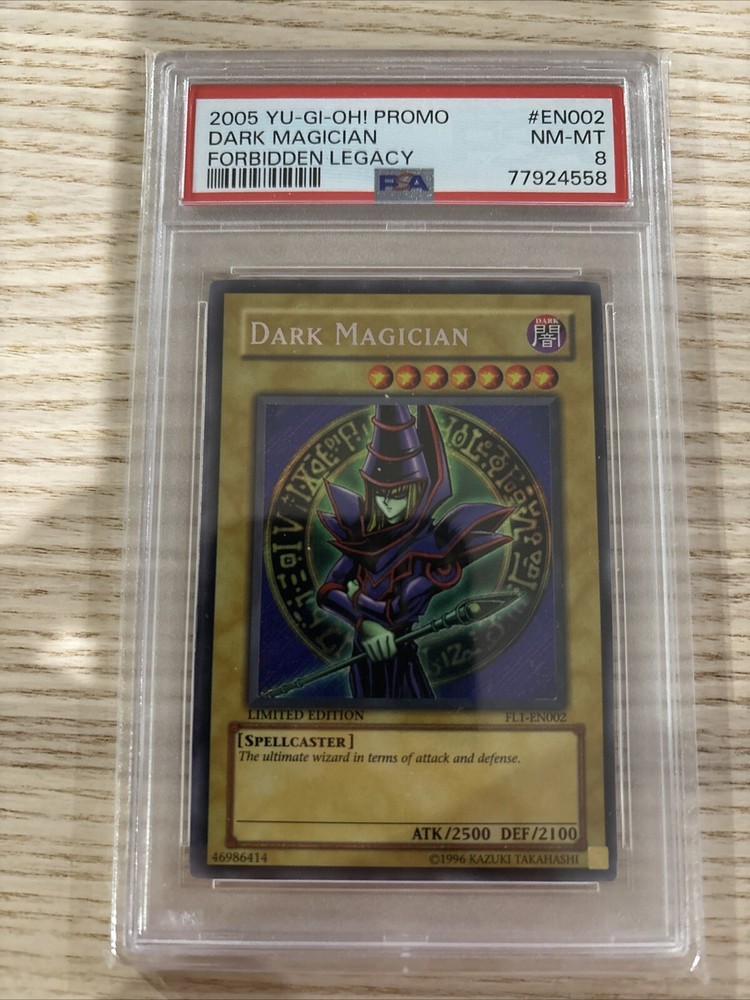 2005 YU-GI-OH! PROMO #EN002
DARK MAGICIAN NM-MT
FORBIDDEN LEGACY 8
PSA 77924558
DARK MAGICIAN
DARK
闇
LIMITED EDITION FL1-EN002
[SPELLCASTER]
The ultimate wizard in terms of attack and defense.
ATK/2500 DEF/2100
46986414 ©1996 KAZUKI TAKAHASHI